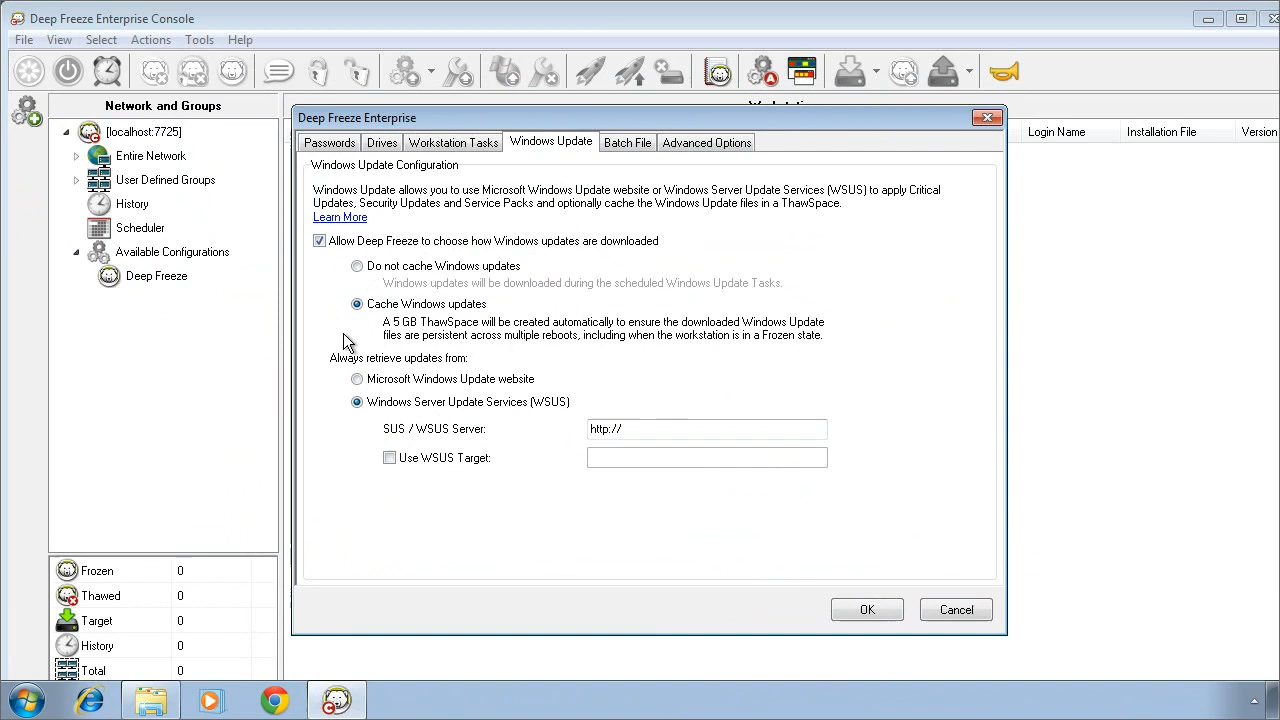 Deep Freeze Enterprise Console
File View Select Actions Tools Help
Network and Groups
[localhost:7725]
Entire Network
User Defined Groups
History
Scheduler
Available Configurations
Deep Freeze
Frozen 0
Thawed 0
Target 0
History 0
Total 0
Login Name Installation File Version
Deep Freeze Enterprise
Passwords Drives Workstation Tasks Windows Update Batch File Advanced Options
Windows Update Configuration
Windows Update allows you to use Microsoft Windows Update website or Windows Server Update Services (WSUS) to apply Critical
Updates, Security Updates and Service Packs and optionally cache the Windows Update files in a ThawSpace.
Learn More
Allow Deep Freeze to choose how Windows updates are downloaded
Do not cache Windows updates
Windows updates will be downloaded during the scheduled Windows Update Tasks.
Cache Windows updates
A 5 GB ThawSpace will be created automatically to ensure the downloaded Windows Update
files are persistent across multiple reboots, including when the workstation is in a Frozen state.
Always retrieve updates from:
Microsoft Windows Update website
Windows Server Update Services (WSUS)
SUS / WSUS Server: http://
Use WSUS Target:
OK Cancel